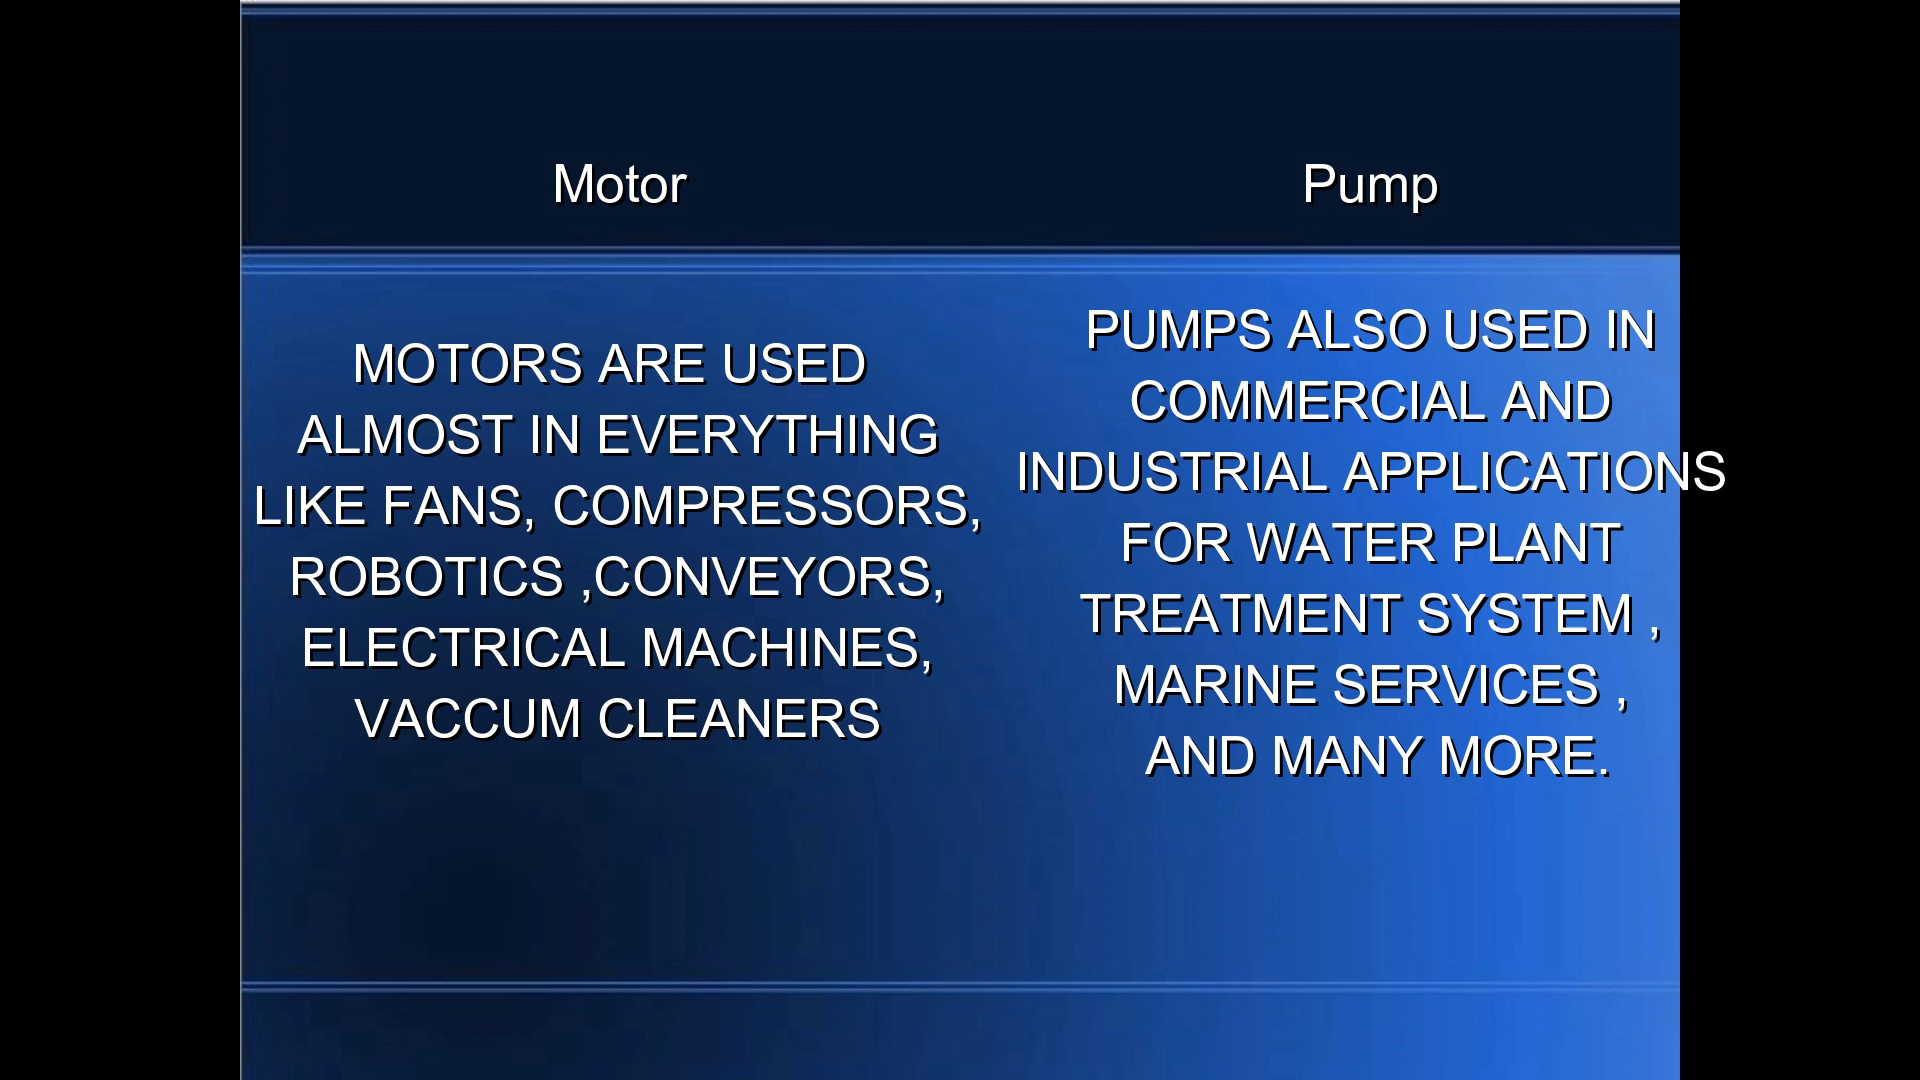 Motor
Pump
MOTORS ARE USED
ALMOST IN EVERYTHING
LIKE FANS, COMPRESSORS,
ROBOTICS ,CONVEYORS,
ELECTRICAL MACHINES,
VACCUM CLEANERS
PUMPS ALSO USED IN
COMMERCIAL AND
INDUSTRIAL APPLICATIONS
FOR WATER PLANT
TREATMENT SYSTEM ,
MARINE SERVICES ,
AND MANY MORE.